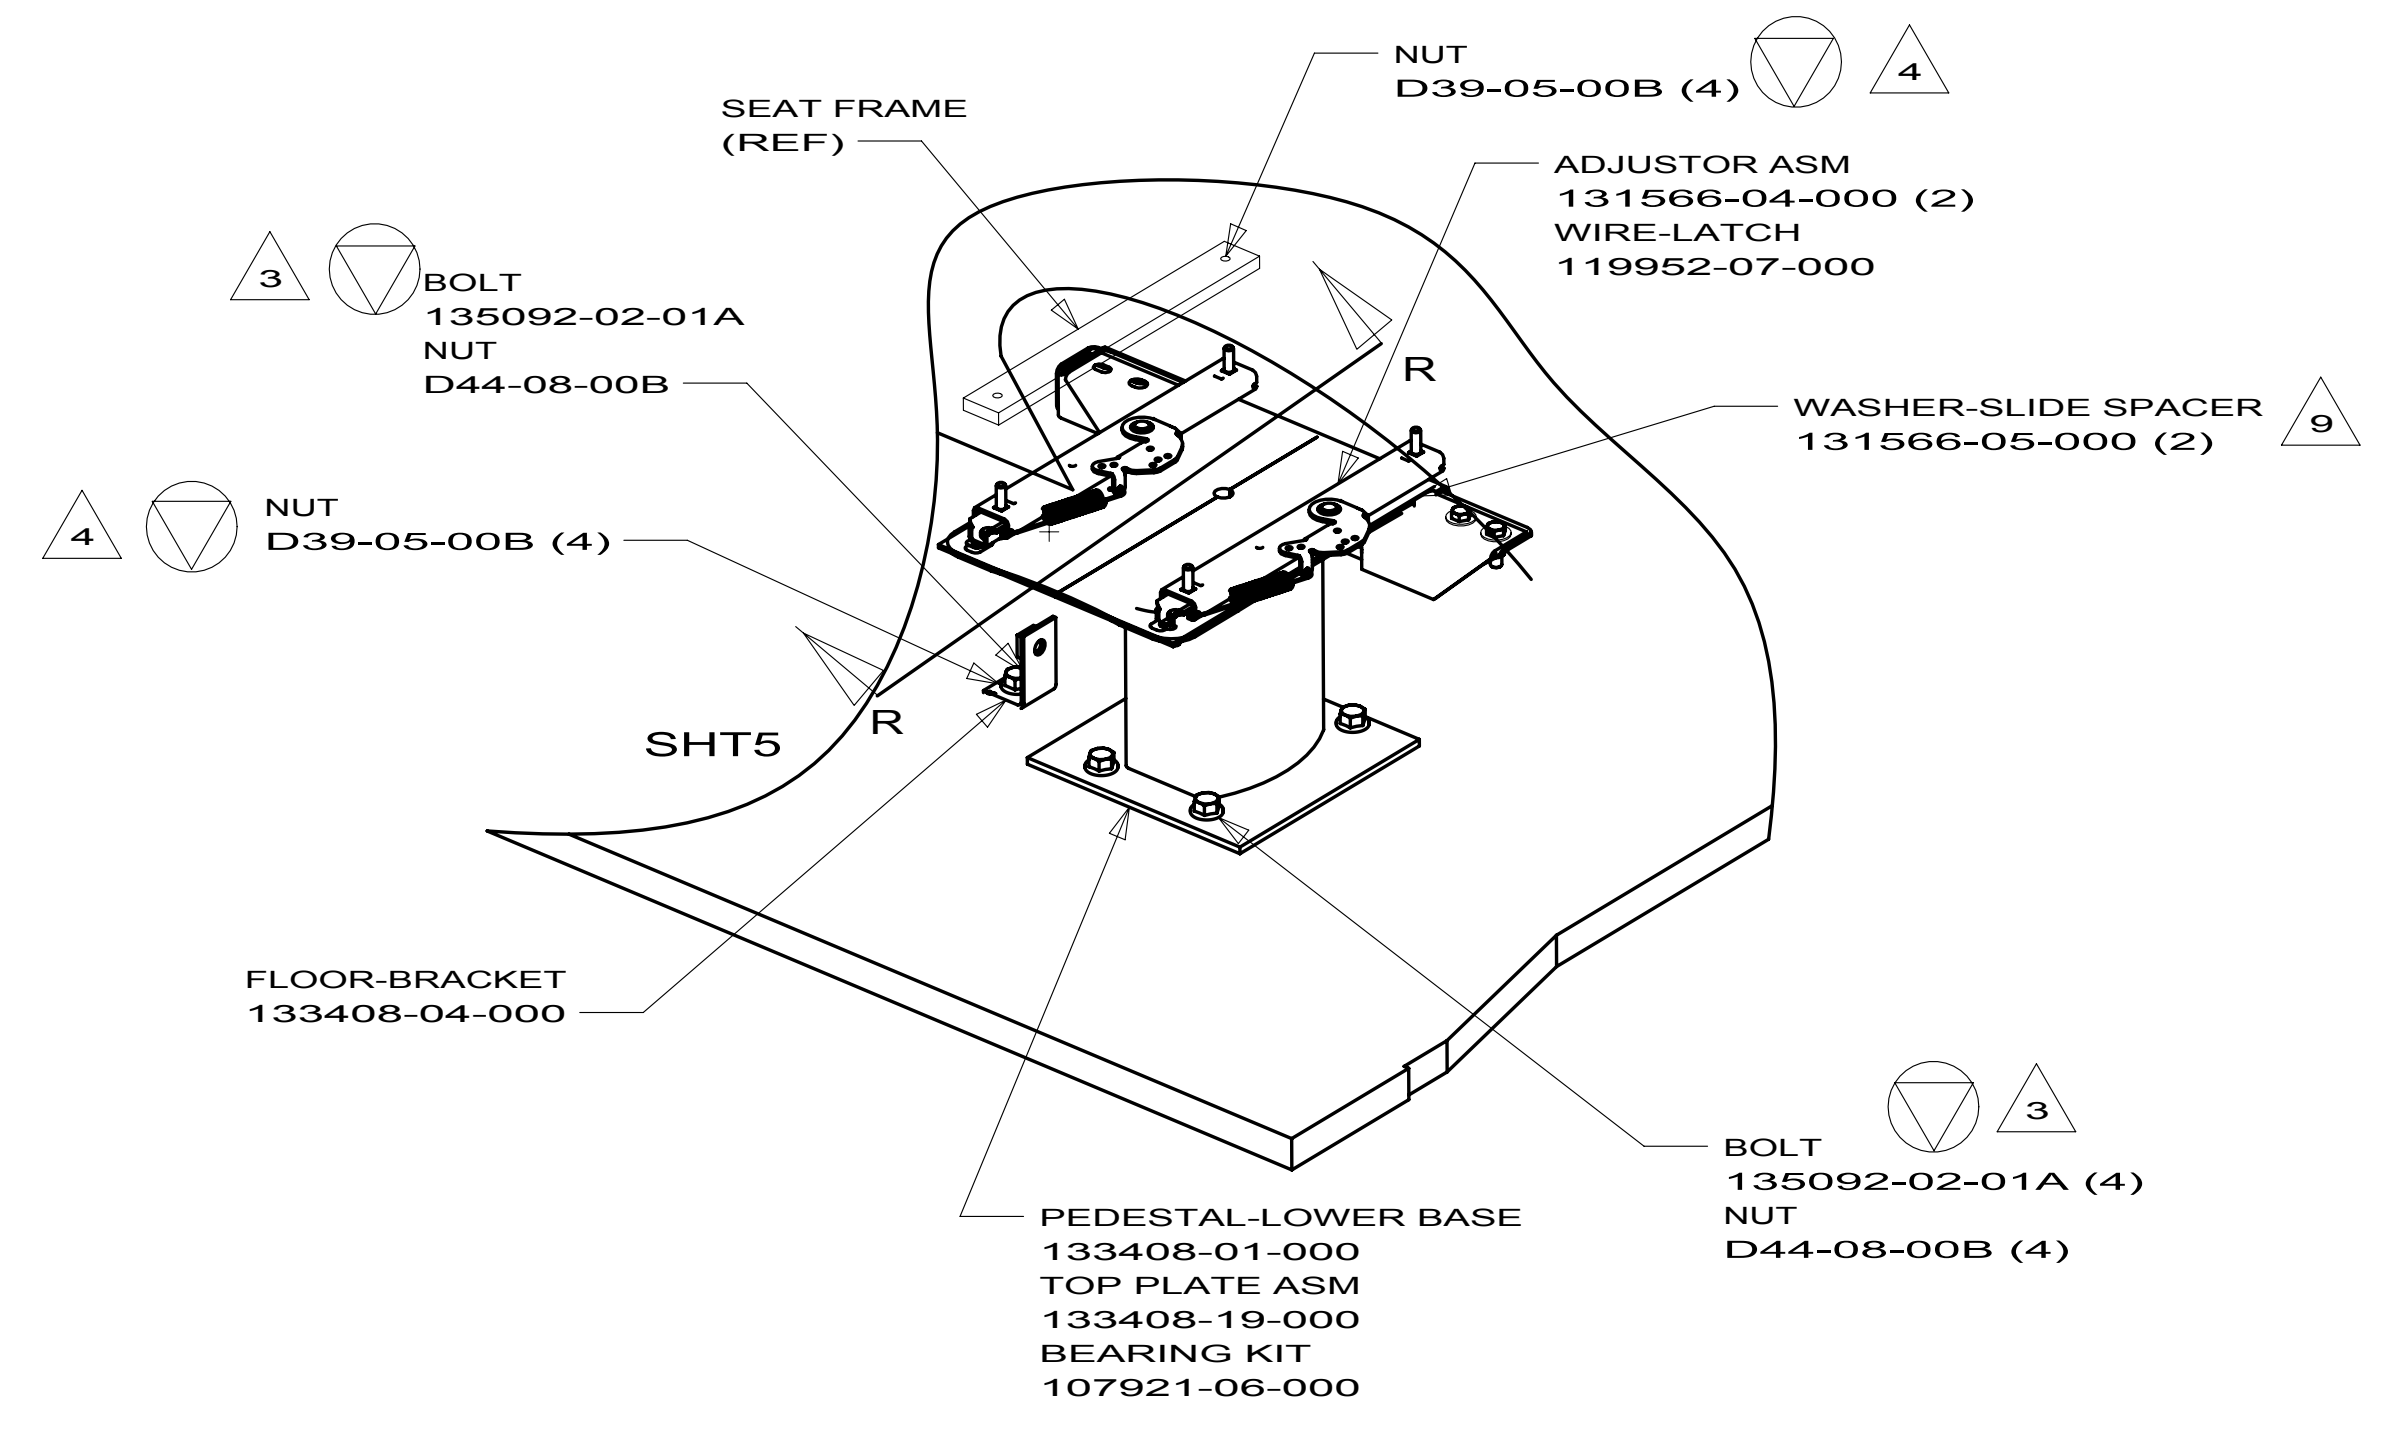 NUT
D39-05-00B (4)
4
SEAT FRAME
(REF)
ADJUSTOR ASM
131566-04-000 (2)
WIRE-LATCH
119952-07-000
3
BOLT
135092-02-01A
NUT
D44-08-00B
R
WASHER-SLIDE SPACER
131566-05-000 (2)
9
4
NUT
D39-05-00B (4)
R
SHT5
FLOOR-BRACKET
133408-04-000
3
BOLT
135092-02-01A (4)
NUT
D44-08-00B (4)
PEDESTAL-LOWER BASE
133408-01-000
TOP PLATE ASM
133408-19-000
BEARING KIT
107921-06-000